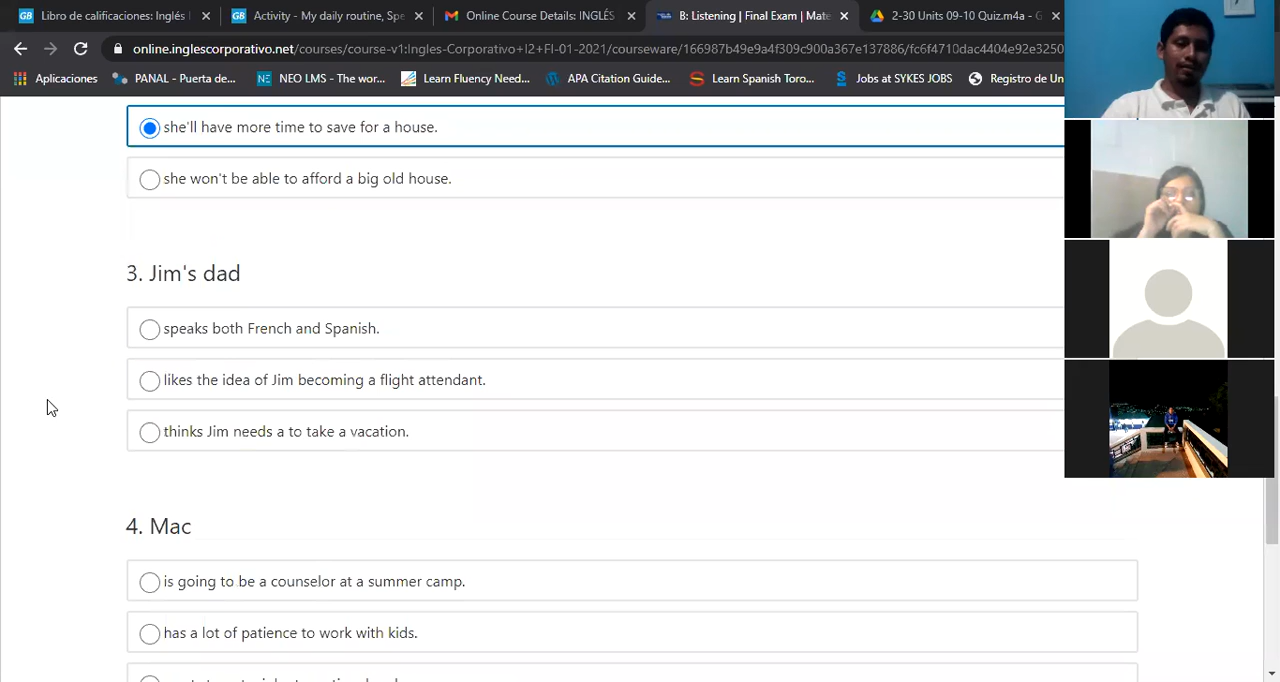 Libro de calificaciones: Inglés I
Activity - My daily routine, Spe
Online Course Details: INGLÉS
B: Listening | Final Exam | Mate
2-30 Units 09-10 Quiz.m4a - G
online.inglescorporativo.net/courses/course-v1:Ingles-Corporativo+I2+FI-01-2021/courseware/166987b49e9a4f309c900a367e137886/fc6f4710dac4404e92e3250
Aplicaciones
PANAL - Puerta de...
NEO LMS - The wor...
Learn Fluency Need...
APA Citation Guide...
Learn Spanish Toro...
Jobs at SYKES JOBS
Registro de Un
she'll have more time to save for a house.
she won't be able to afford a big old house.
3. Jim's dad
speaks both French and Spanish.
likes the idea of Jim becoming a flight attendant.
thinks Jim needs a to take a vacation.
4. Mac
is going to be a counselor at a summer camp.
has a lot of patience to work with kids.